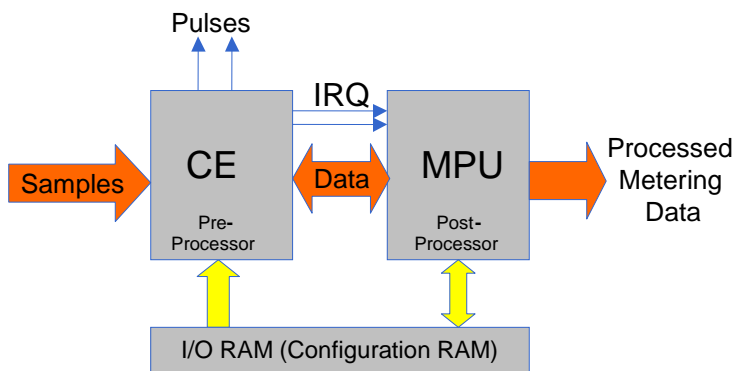 Pulses
IRQ
CE
MPU
Samples
Data
Processed
Metering
Data
Pre-
Processor
Post-
Processor
I/O RAM (Configuration RAM)